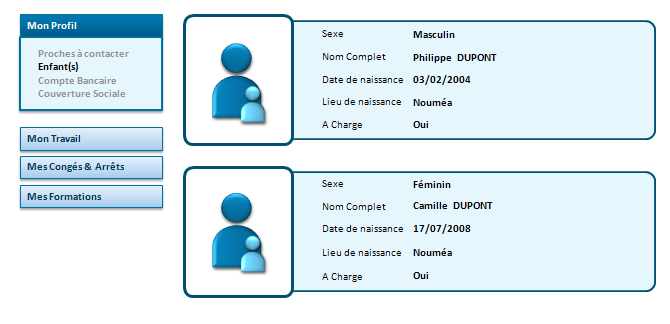 Mon Profil
Proches à contacter
Enfant(s)
Compte Bancaire
Couverture Sociale
Mon Travail
Mes Congés & Arrêts
Mes Formations
Sexe Masculin
Nom Complet Philippe DUPONT
Date de naissance 03/02/2004
Lieu de naissance Nouméa
A Charge Oui
Sexe Féminin
Nom Complet Camille DUPONT
Date de naissance 17/07/2008
Lieu de naissance Nouméa
A Charge Oui